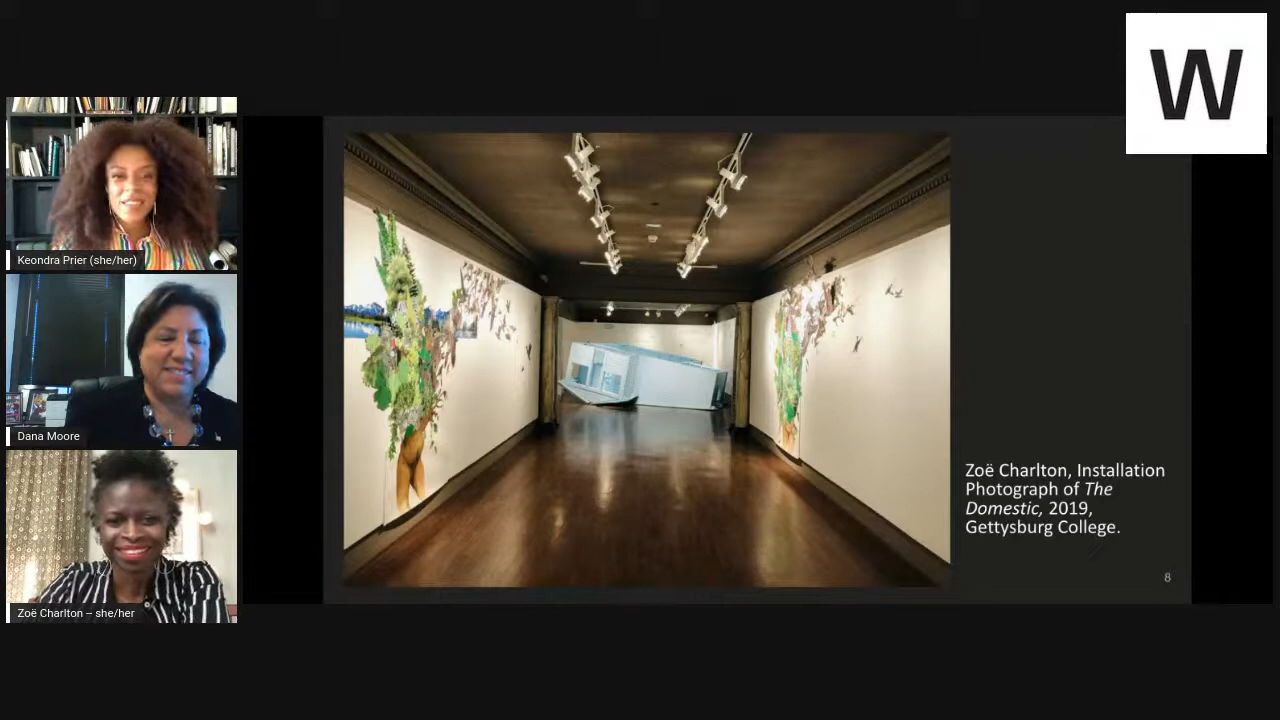 W
Keondra Prier (she/her)
Dana Moore
Zoë Charlton – she/her
Zoë Charlton, Installation
Photograph of The
Domestic, 2019,
Gettysburg College.
8